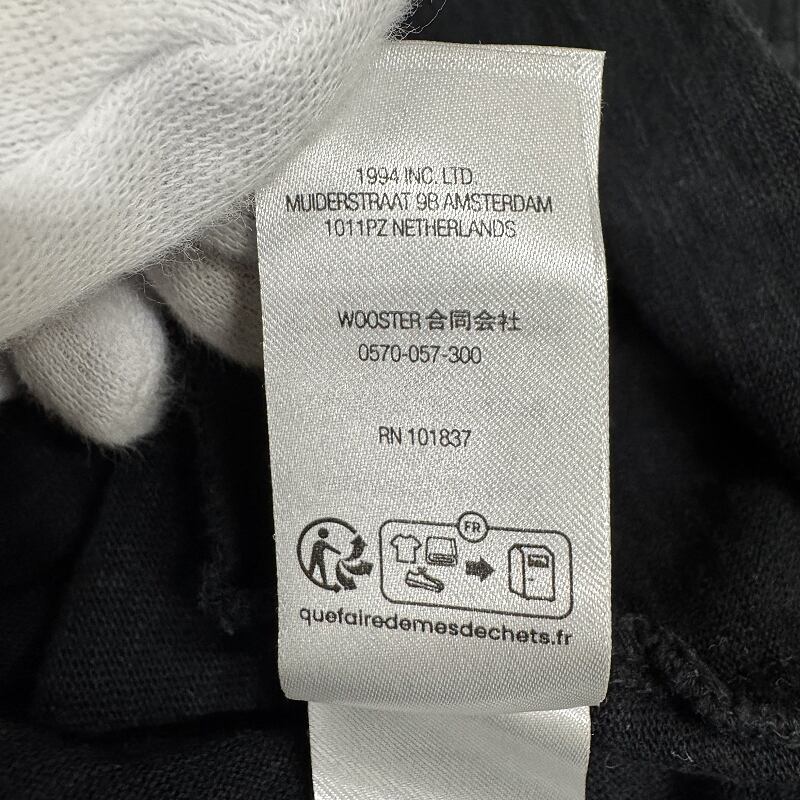 1994 INC. LTD.
MUIDERSTRAAT 9B AMSTERDAM
1011PZ NETHERLANDS
WOOSTER 合同会社
0570-057-300
RN 101837
FR
quefairedemesdechets.fr